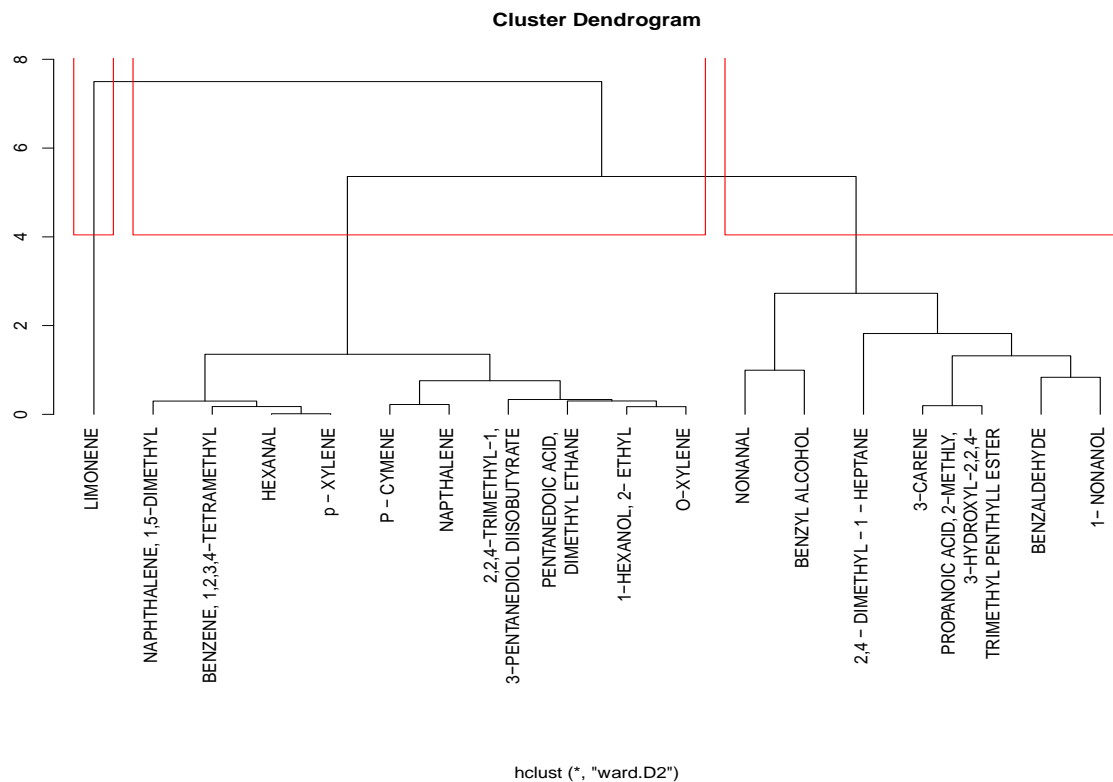 Cluster Dendrogram
8
6
4
2
0
LIMONENE
NAPHTHALENE, 1,5−DIMETHYL
BENZENE, 1,2,3,4−TETRAMETHYL
HEXANAL
p − XYLENE
P − CYMENE
NAPTHALENE
2,2,4−TRIMETHYL−1,
3−PENTANEDIOL DIISOBUTYRATE
PENTANEDOIC ACID,
DIMETHYL ETHANE
1−HEXANOL, 2− ETHYL
O−XYLENE
NONANAL
BENZYL ALCOHOL
2,4 − DIMETHYL − 1 − HEPTANE
3−CARENE
PROPANOIC ACID, 2−METHLY,
3−HYDROXYL−2,2,4−
TRIMETHYL PENTHYLL ESTER
BENZALDEHYDE
1− NONANOL
hclust (*, "ward.D2")